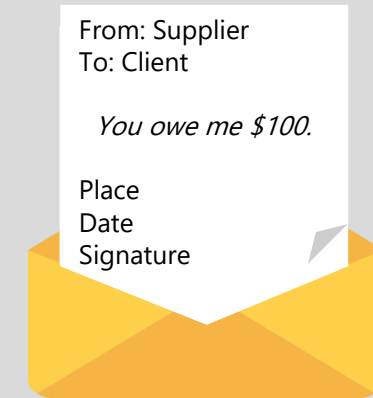 From: Supplier
To: Client
You owe me $100.
Place
Date
Signature